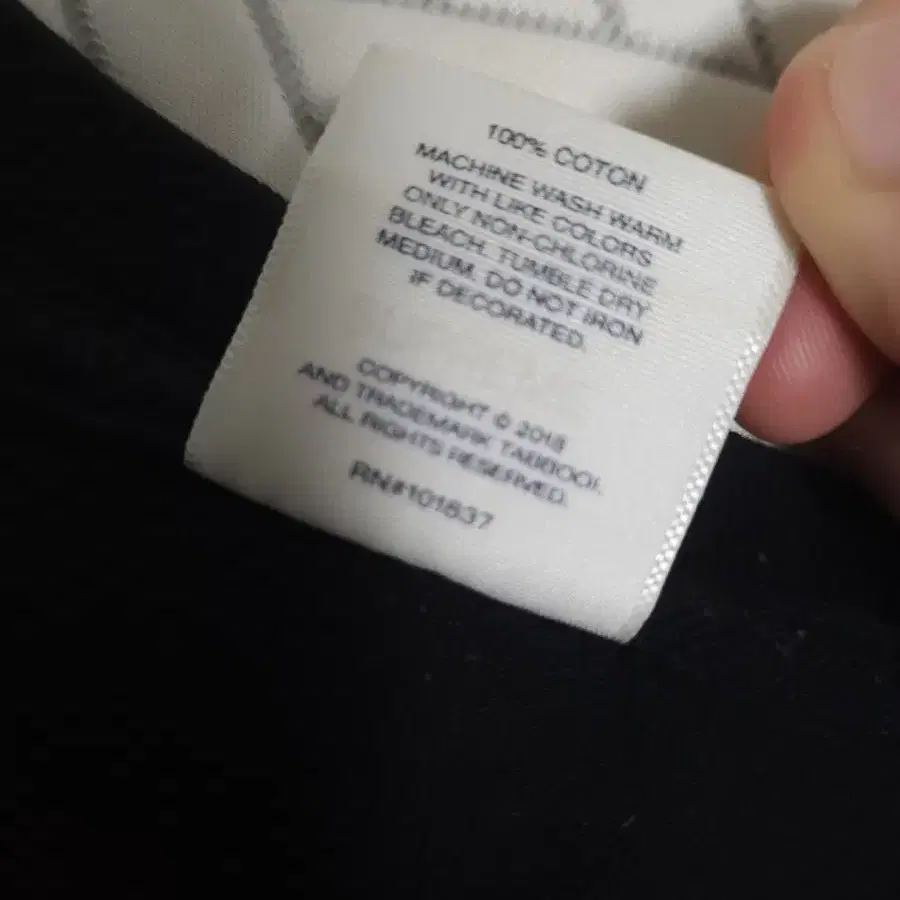 100% COTON
MACHINE WASH WARM
WITH LIKE COLORS
ONLY NON-CHLORINE
BLEACH. TUMBLE DRY
MEDIUM. DO NOT IRON
IF DECORATED.
COPYRIGHT © 2018
AND TRADEMARK
ALL RIGHTS RESERVED.
RN#101837